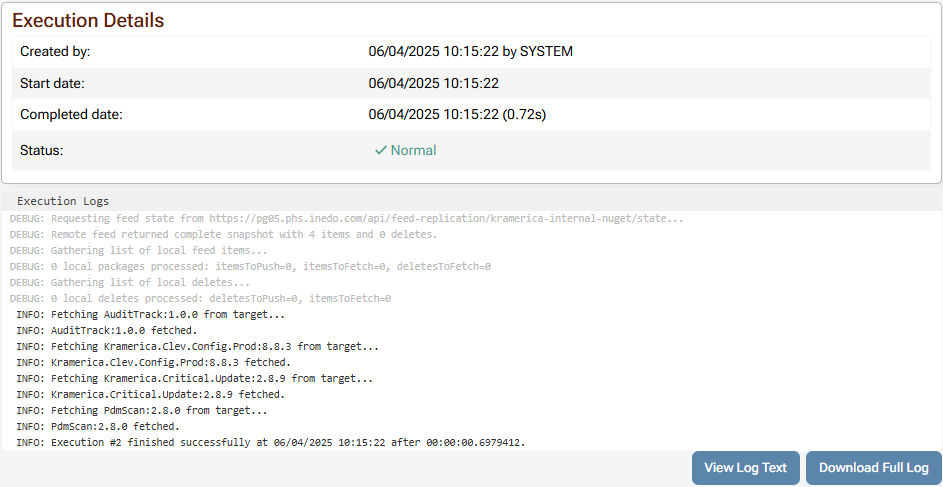 Execution Details
Created by: 06/04/2025 10:15:22 by SYSTEM
Start date: 06/04/2025 10:15:22
Completed date: 06/04/2025 10:15:22 (0.72s)
Status: ✓ Normal
Execution Logs
DEBUG: Requesting feed state from https://pg05.phs.inedo.com/api/feed-replication/kramerica-internal-nuget/state...
DEBUG: Remote feed returned complete snapshot with 4 items and 0 deletes.
DEBUG: Gathering list of local feed items...
DEBUG: 0 local packages processed: itemsToPush=0, itemsToFetch=0, deletesToFetch=0
DEBUG: Gathering list of local deletes...
DEBUG: 0 local deletes processed: deletesToPush=0, itemsToFetch=0
INFO: Fetching AuditTrack:1.0.0 from target...
INFO: AuditTrack:1.0.0 fetched.
INFO: Fetching Kramerica.Clev.Config.Prod:8.8.3 from target...
INFO: Kramerica.Clev.Config.Prod:8.8.3 fetched.
INFO: Fetching Kramerica.Critical.Update:2.8.9 from target...
INFO: Kramerica.Critical.Update:2.8.9 fetched.
INFO: Fetching PdmScan:2.8.0 from target...
INFO: PdmScan:2.8.0 fetched.
INFO: Execution #2 finished successfully at 06/04/2025 10:15:22 after 00:00:00.6979412.
View Log Text Download Full Log